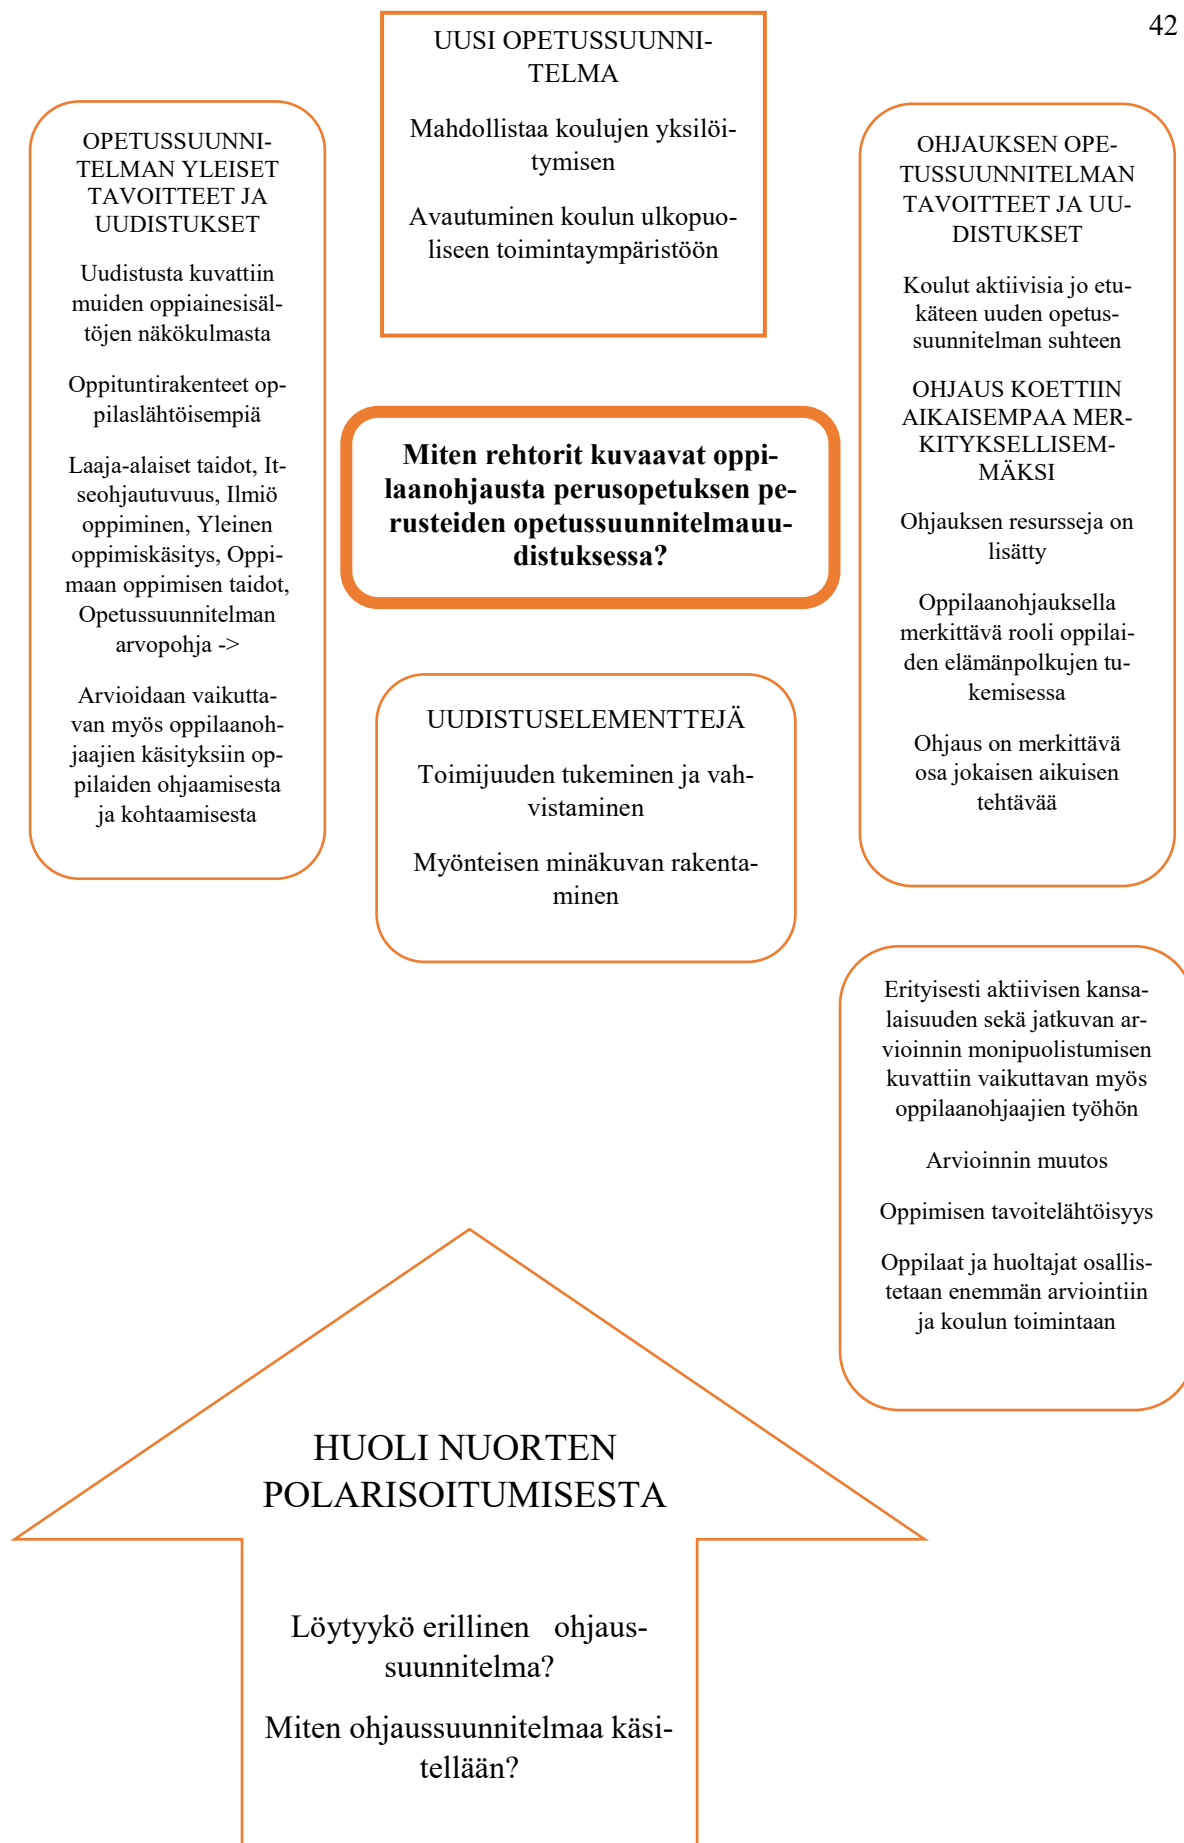 42
UUSI OPETUSSUUNNI-
TELMA
Mahdollistaa koulujen yksilöi-
tymisen
Avautuminen koulun ulkopuo-
liseen toimintaympäristöön
OPETUSSUUNNI-
TELMAN YLEISET
TAVOITTEET JA
UUDISTUKSET
Uudistusta kuvattiin
muiden oppiainesisäl-
töjen näkökulmasta
Oppituntirakenteet op-
pilaslähtöisempiä
Laaja-alaiset taidot, It-
seohjautuvuus, Ilmiö
oppiminen, Yleinen
oppimiskäsitys, Oppi-
maan oppimisen taidot,
Opetussuunnitelman
arvopohja ->
Arvioidaan vaikutta-
van myös oppilaanoh-
jaajien käsityksiin op-
pilaiden ohjaamisesta
ja kohtaamisesta
Miten rehtorit kuvaavat oppi-
laanohjausta perusopetuksen pe-
rusteiden opetussuunnitelmauu-
distuksessa?
UUDISTUSELEMENTTEJÄ
Toimijuuden tukeminen ja vah-
vistaminen
Myönteisen minäkuvan rakenta-
minen
OHJAUKSEN OPE-
TUSSUUNNITELMAN
TAVOITTEET JA UU-
DISTUKSET
Koulut aktiivisia jo etu-
käteen uuden opetus-
suunnitelman suhteen
OHJAUS KOETTIIN
AIKAISEMPAA MER-
KITYKSELLISEM-
MÄKSI
Ohjauksen resursseja on
lisätty
Oppilaanohjauksella
merkittävä rooli oppilai-
den elämänpolkujen tu-
kemisessa
Ohjaus on merkittävä
osa jokaisen aikuisen
tehtävää
Erityisesti aktiivisen kansa-
laisuuden sekä jatkuvan ar-
vioinnin monipuolistumisen
kuvattiin vaikuttavan myös
oppilaanohjaajien työhön
Arvioinnin muutos
Oppimisen tavoitelähtöisyys
Oppilaat ja huoltajat osallis-
tetaan enemmän arviointiin
ja koulun toimintaan
HUOLI NUORTEN
POLARISOITUMISESTA
Löytyykö erillinen ohjaus-
suunnitelma?
Miten ohjaussuunnitelmaa käsi-
tellään?